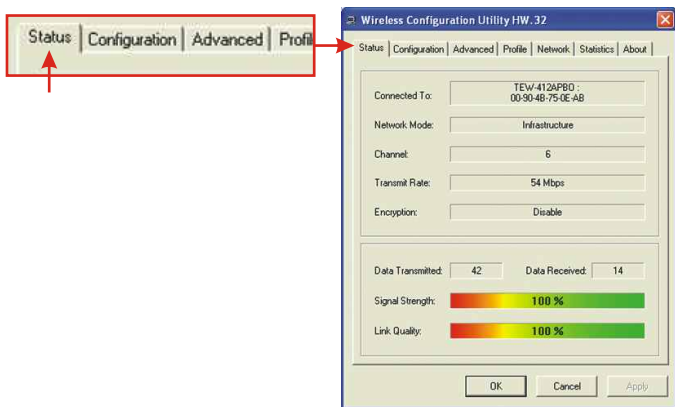 Status Configuration Advanced
Wireless Configuration Utility HW.32
Status Configuration Advanced Profile Network Statistics About
Connected To: TEW-412APBO :
00-90-4B-75-0E-AB
Network Mode: Infrastructure
Channel: 6
Transmit Rate: 54 Mbps
Encryption: Disable
Data Transmitted: 42 Data Received: 14
Signal Strength: 100 %
Link Quality: 100 %
OK Cancel Apply